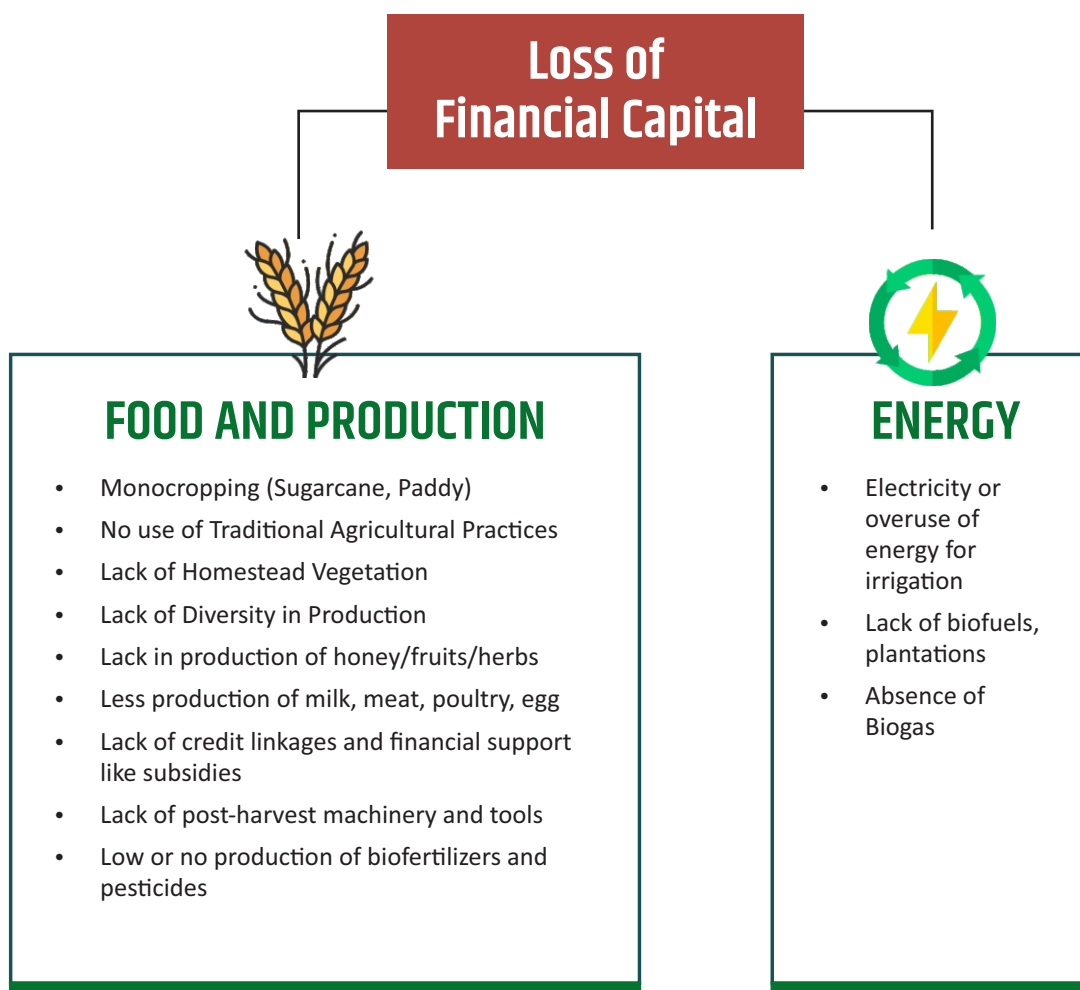 Loss of
Financial Capital
FOOD AND PRODUCTION
• Monocropping (Sugarcane, Paddy)
• No use of Traditional Agricultural Practices
• Lack of Homestead Vegetation
• Lack of Diversity in Production
• Lack in production of honey/fruits/herbs
• Less production of milk, meat, poultry, egg
• Lack of credit linkages and financial support
like subsidies
• Lack of post-harvest machinery and tools
• Low or no production of biofertilizers and
pesticides
ENERGY
• Electricity or
overuse of
energy for
irrigation
• Lack of biofuels,
plantations
• Absence of
Biogas